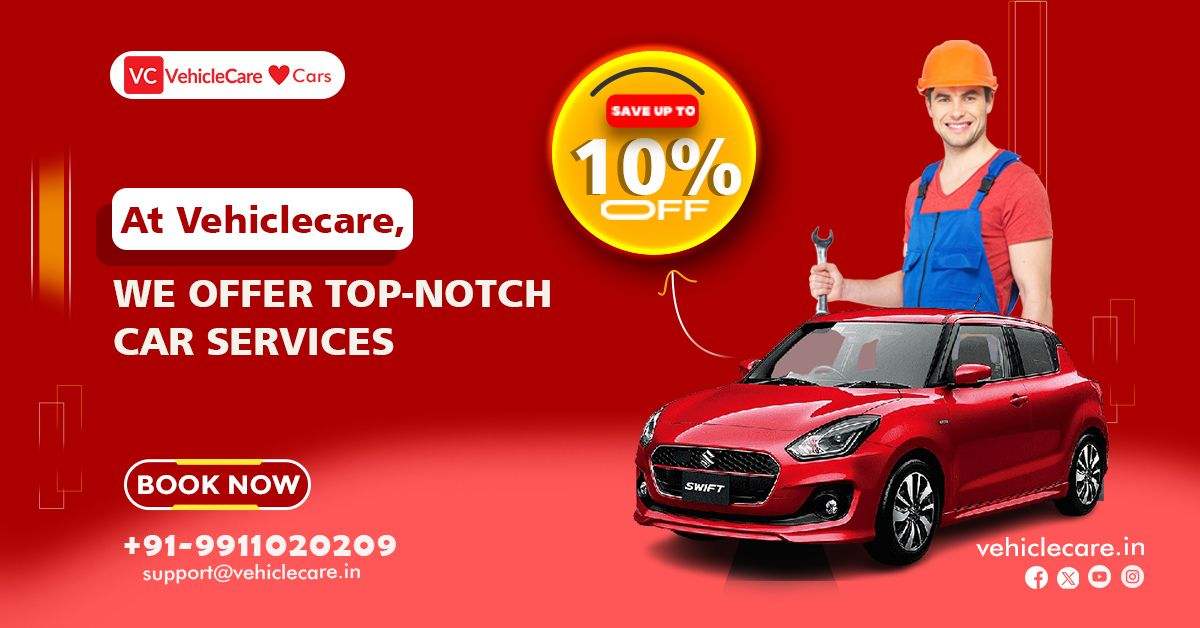 VC VehicleCare Cars
SAVE UP TO
10%
OFF
At Vehiclecare,
WE OFFER TOP-NOTCH
CAR SERVICES
SWIFT
BOOK NOW
+91-9911020209
support@vehiclecare.in
vehiclecare.in